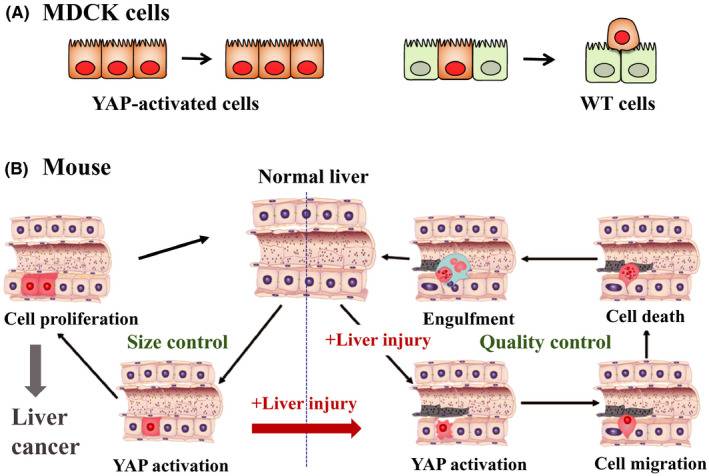 (A) MDCK cells
YAP-activated cells
WT cells
(B) Mouse
Normal liver
Cell proliferation
Size control
+Liver injury
Engulfment
Quality control
Cell death
Liver
cancer
+Liver injury
YAP activation
YAP activation
Cell migration